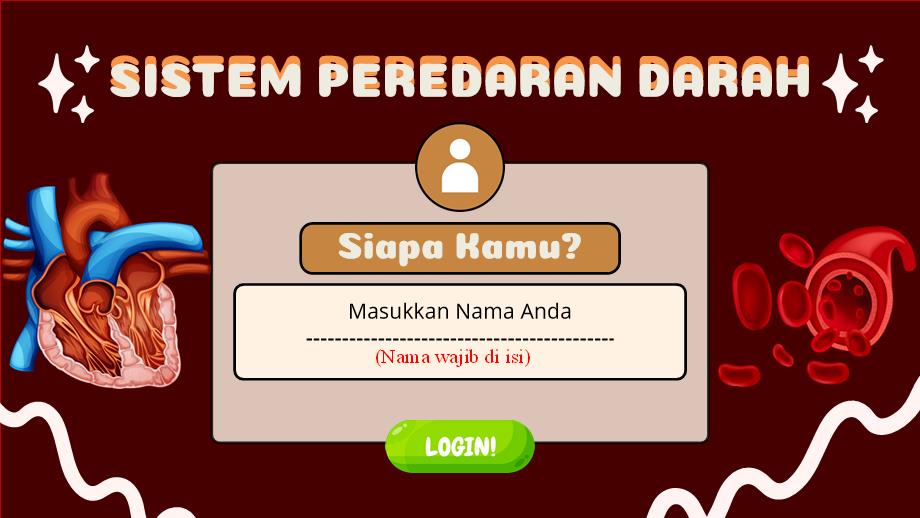 SISTEM PEREDARAN DARAH
Siapa Kamu?
Masukkan Nama Anda
-------------------------------------------
(Nama wajib di isi)
LOGIN!